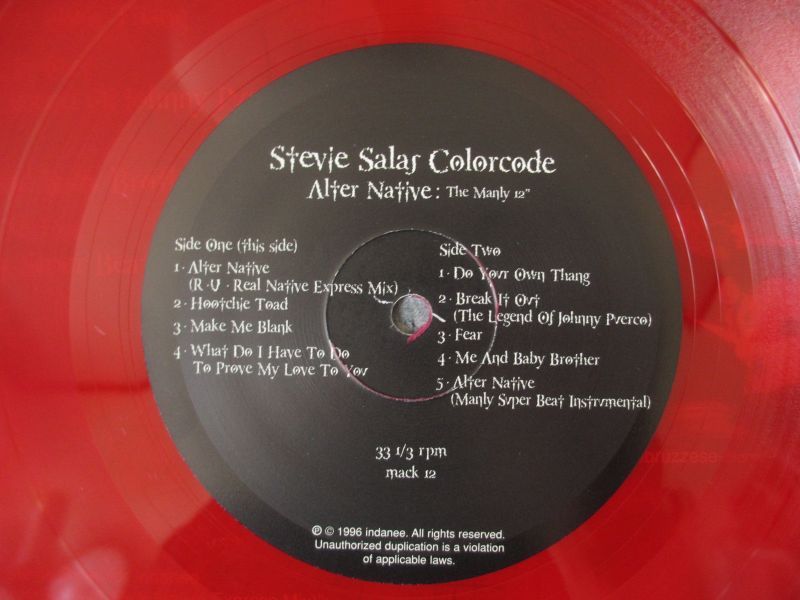 Stevie Salas Colorcode
Alter Native: The Manly 12"
Side One (this side)
1 · Alter Native
(R · U · Real Native Express Mix)
2 · Hootchie Toad
3 · Make Me Blank
4 · What Do I Have To Do
To Prove My Love To You
Side Two
1 · Do Your Own Thang
2 · Break It Out
(The Legend Of Johnny Puerco)
3 · Fear
4 · Me And Baby Brother
5 · Alter Native
(Manly Super Beat Instrumental)
33 1/3 rpm
mack 12
℗ © 1996 indanee. All rights reserved.
Unauthorized duplication is a violation
of applicable laws.
bruzzese